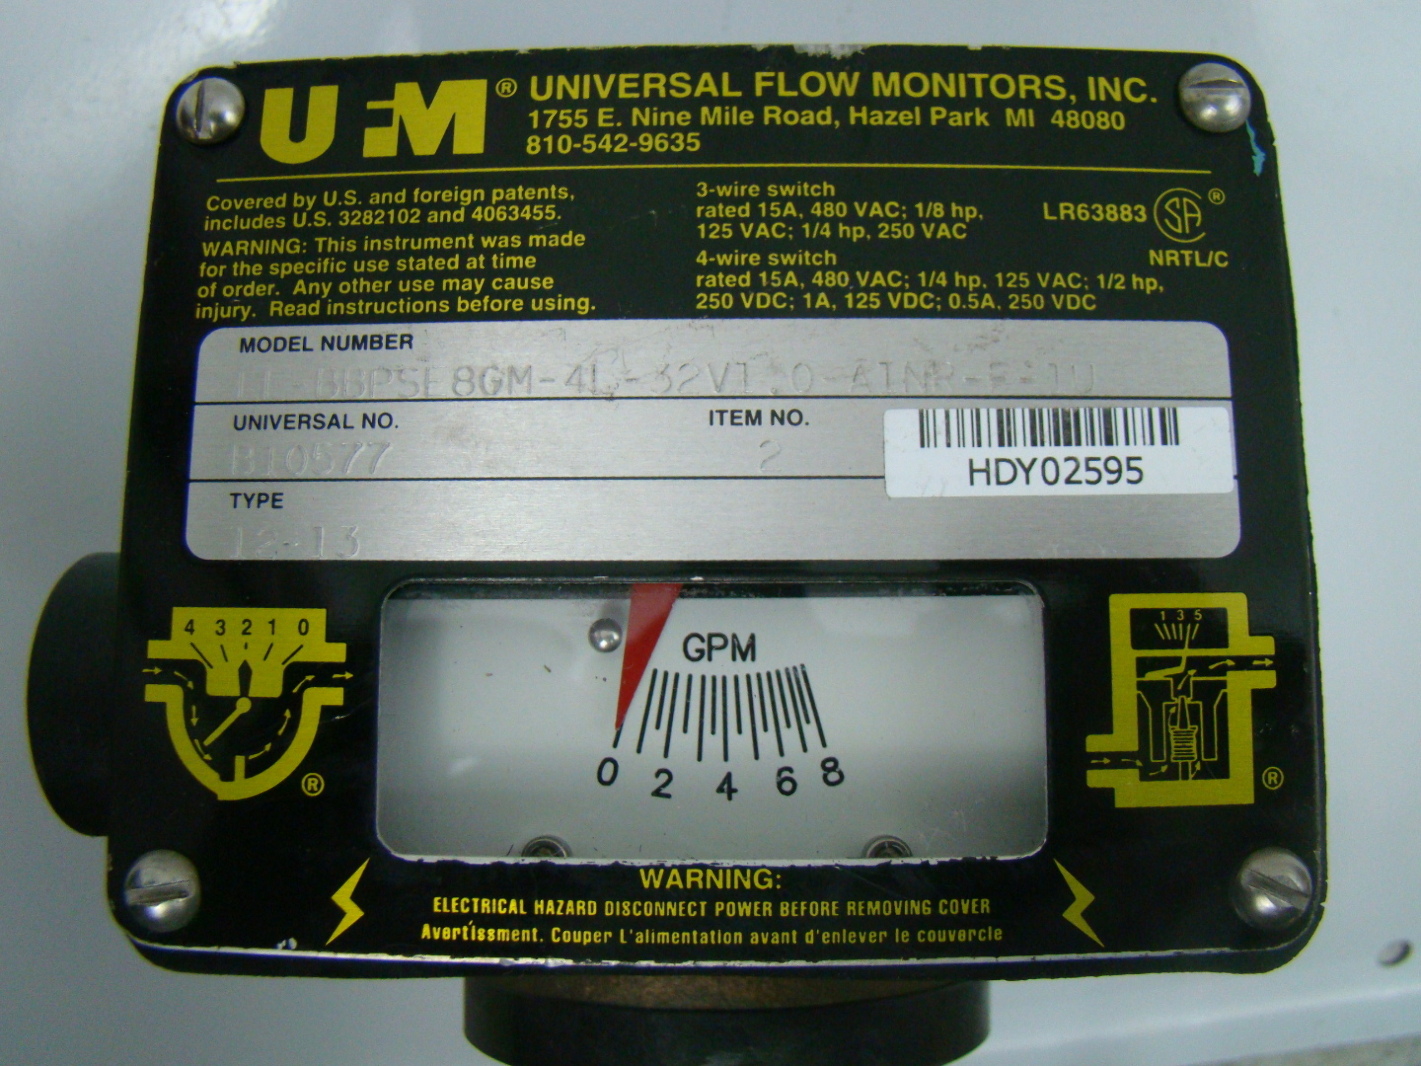 UFM® UNIVERSAL FLOW MONITORS, INC.
1755 E. Nine Mile Road, Hazel Park MI 48080
810-542-9635
Covered by U.S. and foreign patents,
includes U.S. 3282102 and 4063455.
WARNING: This instrument was made
for the specific use stated at time
of order. Any other use may cause
injury. Read instructions before using.
3-wire switch
rated 15A, 480 VAC; 1/8 hp,
125 VAC; 1/4 hp, 250 VAC
4-wire switch
rated 15A, 480 VAC; 1/4 hp, 125 VAC; 1/2 hp,
250 VDC; 1A, 125 VDC; 0.5A, 250 VDC
LR63883 SA ®
NRTL/C
MODEL NUMBER
UNIVERSAL NO.
B10577
ITEM NO.
2
HDY02595
TYPE
12-13
4 3 2 1 0
®
GPM
0 2 4 6 8
1 3 5
®
WARNING:
ELECTRICAL HAZARD DISCONNECT POWER BEFORE REMOVING COVER
Avertissment. Couper L'alimentation avant d'enlever le couvercle